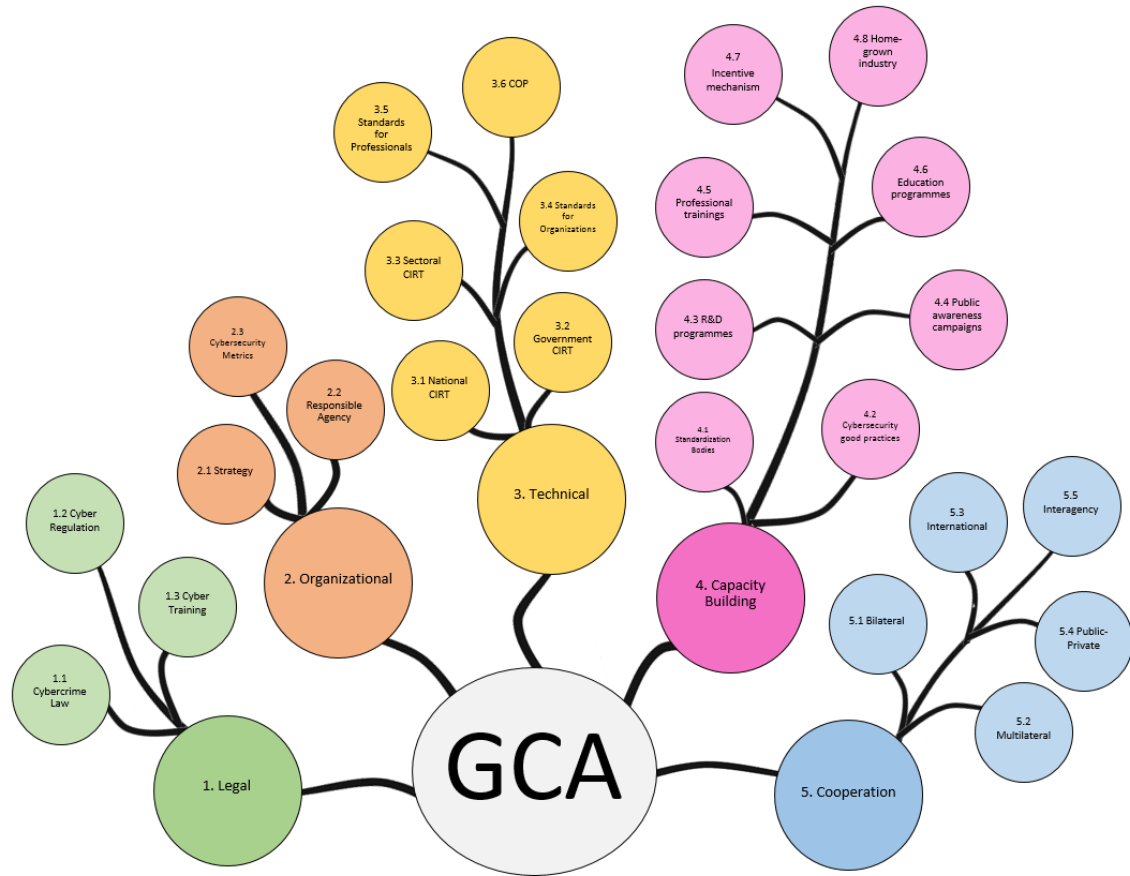 GCA
1. Legal
1.1
Cybercrime
Law
1.2 Cyber
Regulation
1.3 Cyber
Training
2. Organizational
2.1 Strategy
2.2
Responsible
Agency
2.3
Cybersecurity
Metrics
3. Technical
3.1 National
CIRT
3.2
Government
CIRT
3.3 Sectoral
CIRT
3.4 Standards
for
Organizations
3.5
Standards
for
Professionals
3.6 COP
4. Capacity
Building
4.1
Standardization
Bodies
4.2
Cybersecurity
good practices
4.3 R&D
programmes
4.4 Public
awareness
campaigns
4.5
Professional
trainings
4.6
Education
programmes
4.7
Incentive
mechanism
4.8 Home-
grown
industry
5. Cooperation
5.1 Bilateral
5.2
Multilateral
5.3
International
5.4 Public-
Private
5.5
Interagency